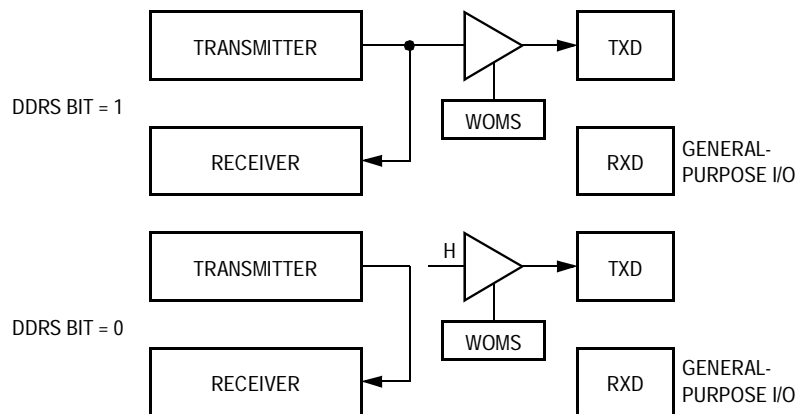 TRANSMITTER
TXD
DDRS BIT = 1
WOMS
RECEIVER
RXD
GENERAL-
PURPOSE I/O
TRANSMITTER
H
TXD
DDRS BIT = 0
WOMS
RECEIVER
RXD
GENERAL-
PURPOSE I/O